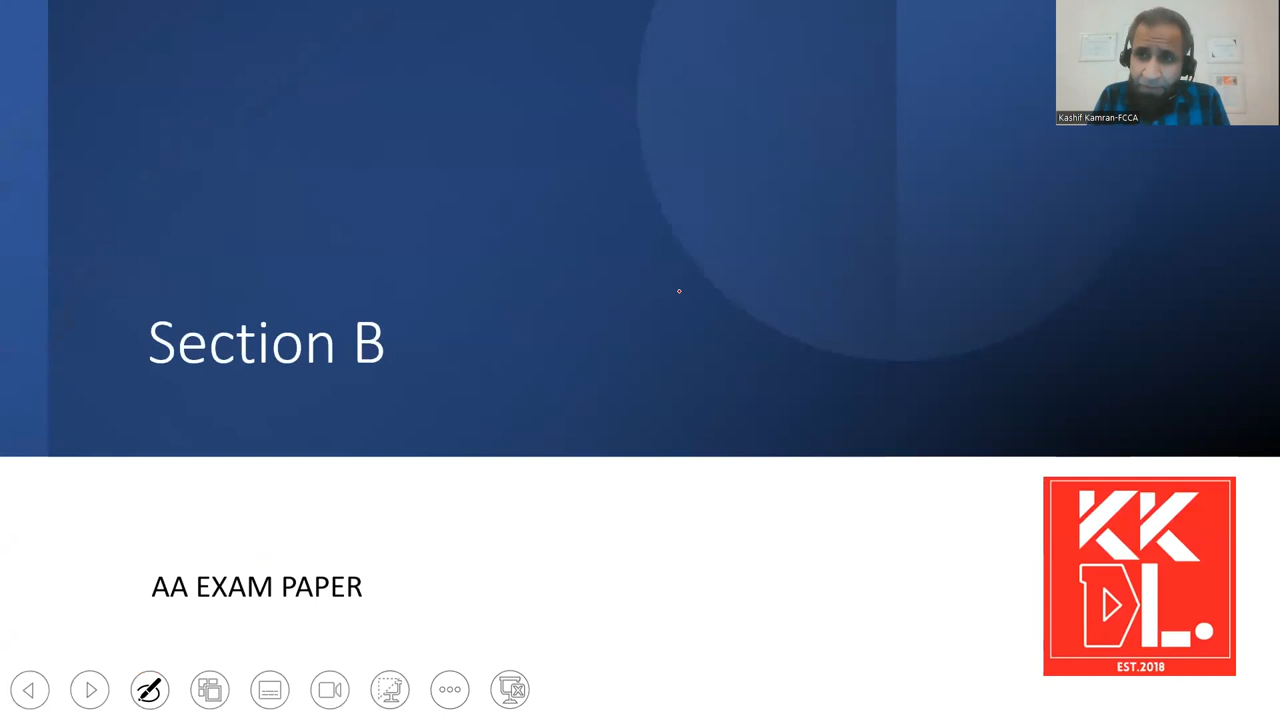 Kashif Kamran-FCCA
Section B
AA EXAM PAPER
KK
DL.
EST.2018